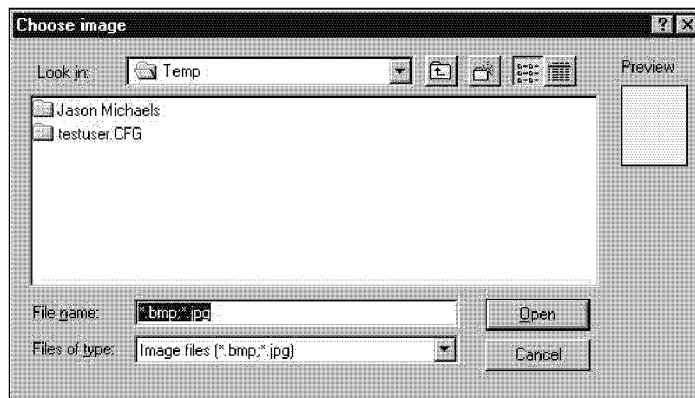 Choose image
Look in: Temp Preview
Jason Michaels
testuser.CFG
File name: *.bmp;*.jpg Open
Files of type: Image files (*.bmp;*.jpg) Cancel